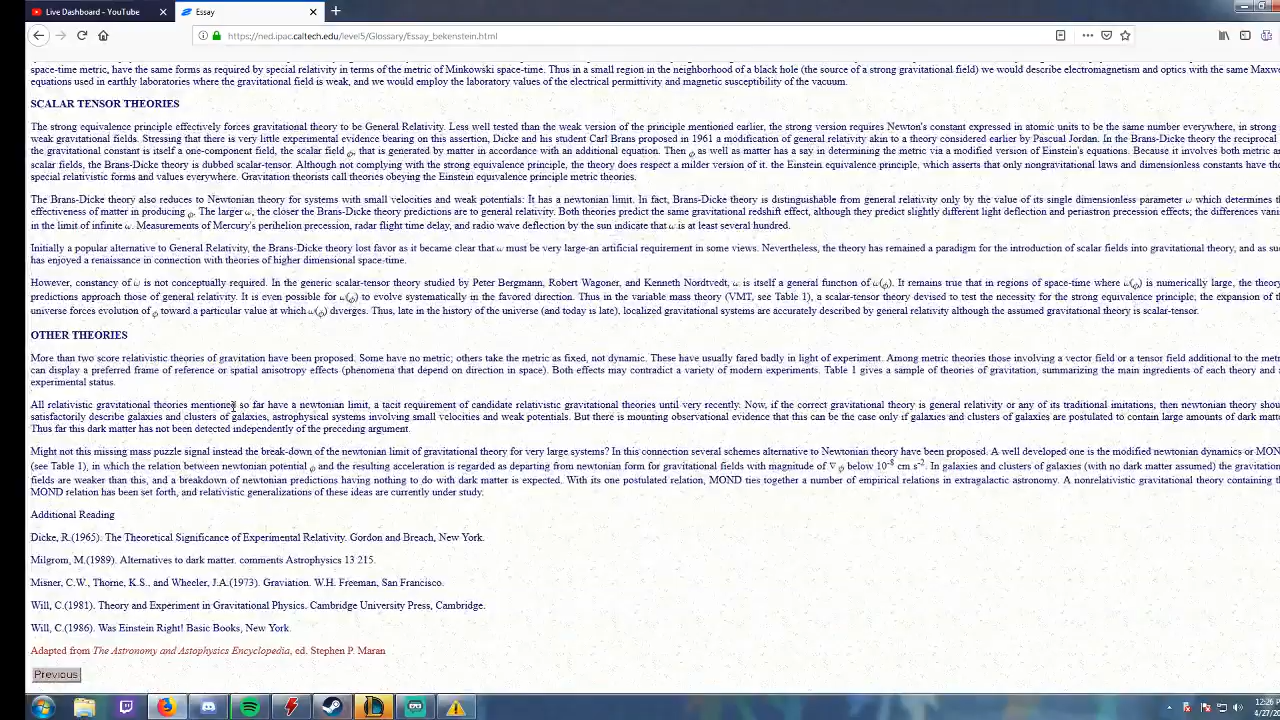 Live Dashboard - YouTube
Essay
https://ned.ipac.caltech.edu/level5/Glossary/Essay_bekenstein.html
space-time metric, have the same forms as required by special relativity in terms of the metric of Minkowski space-time. Thus in a small region in the neighborhood of a black hole (the source of a strong gravitational field) we would describe electromagnetism and optics with the same Maxwe
equations used in earthly laboratories where the gravitational field is weak, and we would employ the laboratory values of the electrical permittivity and magnetic susceptibility of the vacuum.
SCALAR TENSOR THEORIES
The strong equivalence principle effectively forces gravitational theory to be General Relativity. Less well tested than the weak version of the principle mentioned earlier, the strong version requires Newton's constant expressed in atomic units to be the same number everywhere, in strong
weak gravitational fields. Stressing that there is very little experimental evidence bearing on this assertion, Dicke and his student Carl Brans proposed in 1961 a modification of general relativity akin to a theory considered earlier by Pascual Jordan. In the Brans-Dicke theory the reciprocal
the gravitational constant is itself a one-component field, the scalar field φ, that is generated by matter in accordance with an additional equation. Then φ as well as matter has a say in determining the metric via a modified version of Einstein's equations. Because it involves both metric a
scalar fields, the Brans-Dicke theory is dubbed scalar-tensor. Although not complying with the strong equivalence principle, the theory does respect a milder version of it. the Einstein equivalence principle, which asserts that only nongravitational laws and dimensionless constants have the
special relativistic forms and values everywhere. Gravitation theorists call theories obeying the Einstein equivalence principle metric theories.
The Brans-Dicke theory also reduces to Newtonian theory for systems with small velocities and weak potentials: It has a newtonian limit. In fact, Brans-Dicke theory is distinguishable from general relativity only by the value of its single dimensionless parameter ω which determines t
effectiveness of matter in producing φ. The larger ω, the closer the Brans-Dicke theory predictions are to general relativity. Both theories predict the same gravitational redshift effect, although they predict slightly different light deflection and periastron precession effects; the differences vani
in the limit of infinite ω. Measurements of Mercury's perihelion precession, radar flight time delay, and radio wave deflection by the sun indicate that ω is at least several hundred.
Initially a popular alternative to General Relativity, the Brans-Dicke theory lost favor as it became clear that ω must be very large-an artificial requirement in some views. Nevertheless, the theory has remained a paradigm for the introduction of scalar fields into gravitational theory, and as su
has enjoyed a renaissance in connection with theories of higher dimensional space-time.
However, constancy of ω is not conceptually required. In the generic scalar-tensor theory studied by Peter Bergmann, Robert Wagoner, and Kenneth Nordtvedt, ω is itself a general function of ω(φ). It remains true that in regions of space-time where ω(φ) is numerically large, the theory
predictions approach those of general relativity. It is even possible for ω(φ) to evolve systematically in the favored direction. Thus in the variable mass theory (VMT, see Table 1), a scalar-tensor theory devised to test the necessity for the strong equivalence principle, the expansion of t
universe forces evolution of φ toward a particular value at which ω(φ) diverges. Thus, late in the history of the universe (and today is late), localized gravitational systems are accurately described by general relativity although the assumed gravitational theory is scalar-tensor.
OTHER THEORIES
More than two score relativistic theories of gravitation have been proposed. Some have no metric; others take the metric as fixed, not dynamic. These have usually fared badly in light of experiment. Among metric theories those involving a vector field or a tensor field additional to the metr
can display a preferred frame of reference or spatial anisotropy effects (phenomena that depend on direction in space). Both effects may contradict a variety of modern experiments. Table 1 gives a sample of theories of gravitation, summarizing the main ingredients of each theory and
experimental status.
All relativistic gravitational theories mentioned so far have a newtonian limit, a tacit requirement of candidate relativistic gravitational theories until very recently. Now, if the correct gravitational theory is general relativity or any of its traditional imitations, then newtonian theory shou
satisfactorily describe galaxies and clusters of galaxies, astrophysical systems involving small velocities and weak potentials. But there is mounting observational evidence that this can be the case only if galaxies and clusters of galaxies are postulated to contain large amounts of dark matt
Thus far this dark matter has not been detected independently of the preceding argument.
Might not this missing mass puzzle signal instead the break-down of the newtonian limit of gravitational theory for very large systems? In this connection several schemes alternative to Newtonian theory have been proposed. A well developed one is the modified newtonian dynamics or MON
(see Table 1), in which the relation between newtonian potential φ and the resulting acceleration is regarded as departing from newtonian form for gravitational fields with magnitude of ∇φ below 10⁻⁸ cm s⁻². In galaxies and clusters of galaxies (with no dark matter assumed) the gravitation
fields are weaker than this, and a breakdown of newtonian predictions having nothing to do with dark matter is expected. With its one postulated relation, MOND ties together a number of empirical relations in extragalactic astronomy. A nonrelativistic gravitational theory containing th
MOND relation has been set forth, and relativistic generalizations of these ideas are currently under study.
Additional Reading
Dicke, R.(1965). The Theoretical Significance of Experimental Relativity. Gordon and Breach, New York.
Milgrom, M.(1989). Alternatives to dark matter. comments Astrophysics 13 215.
Misner, C.W., Thorne, K.S., and Wheeler, J.A.(1973). Graviation. W.H. Freeman, San Francisco.
Will, C.(1981). Theory and Experiment in Gravitational Physics. Cambridge University Press, Cambridge.
Will, C.(1986). Was Einstein Right! Basic Books, New York.
Adapted from The Astronomy and Astophysics Encyclopedia, ed. Stephen P. Maran
Previous
12:26 P
4/27/20